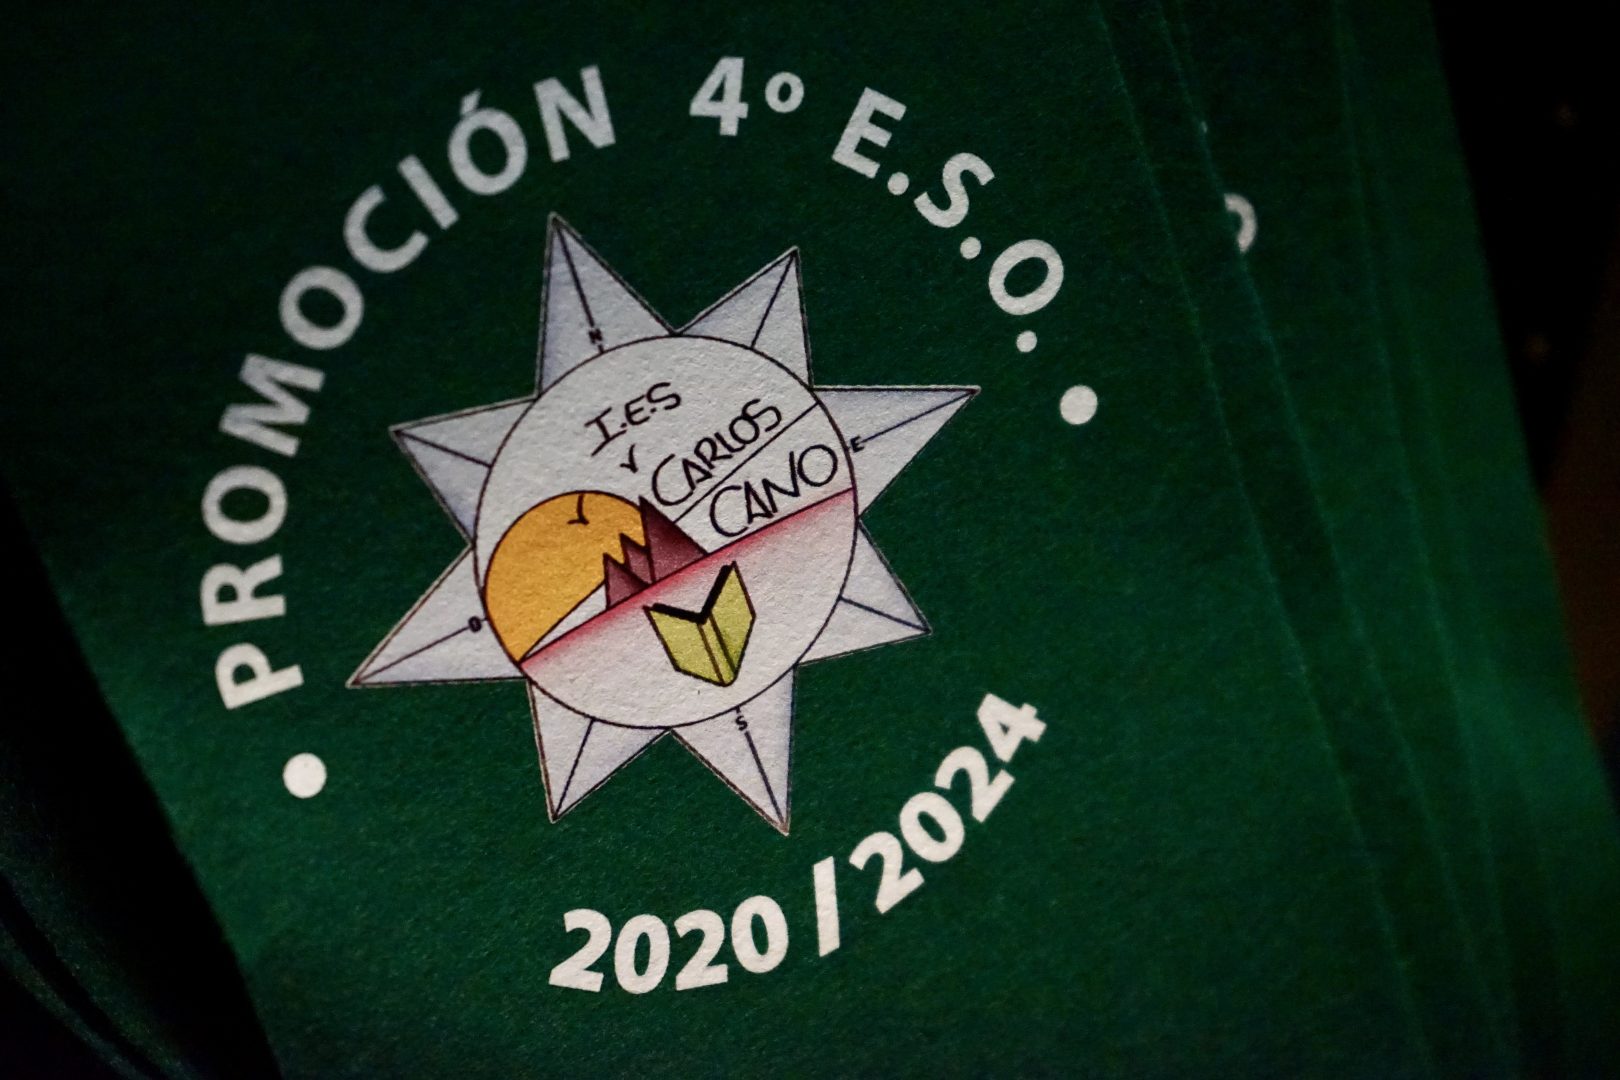 • PROMOCIÓN 4º E.S.O. •
N
I.E.S
CARLOS
CANO
E
O
S
2020/2024